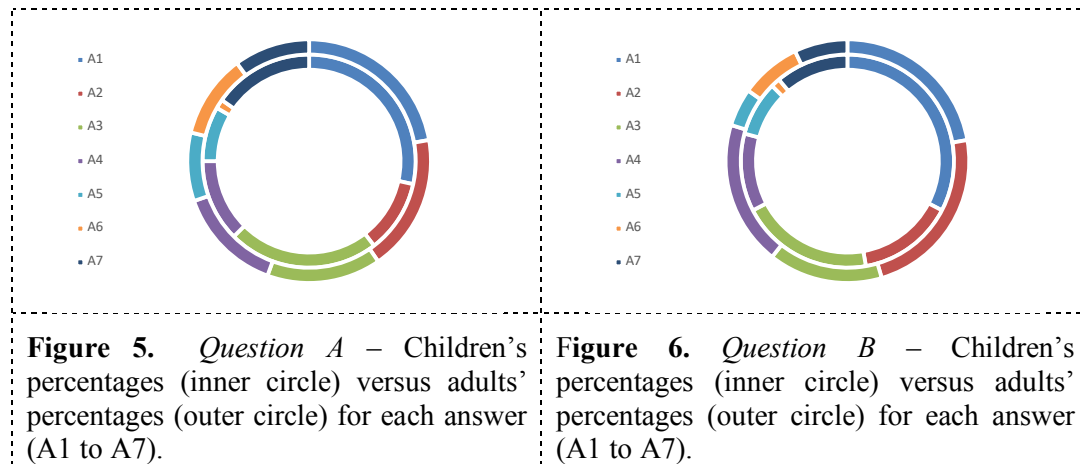 A1
A2
A3
A4
A5
A6
A7
Figure 5. Question A – Children's
percentages (inner circle) versus adults'
percentages (outer circle) for each answer
(A1 to A7).
A1
A2
A3
A4
A5
A6
A7
Figure 6. Question B – Children's
percentages (inner circle) versus adults'
percentages (outer circle) for each answer
(A1 to A7).